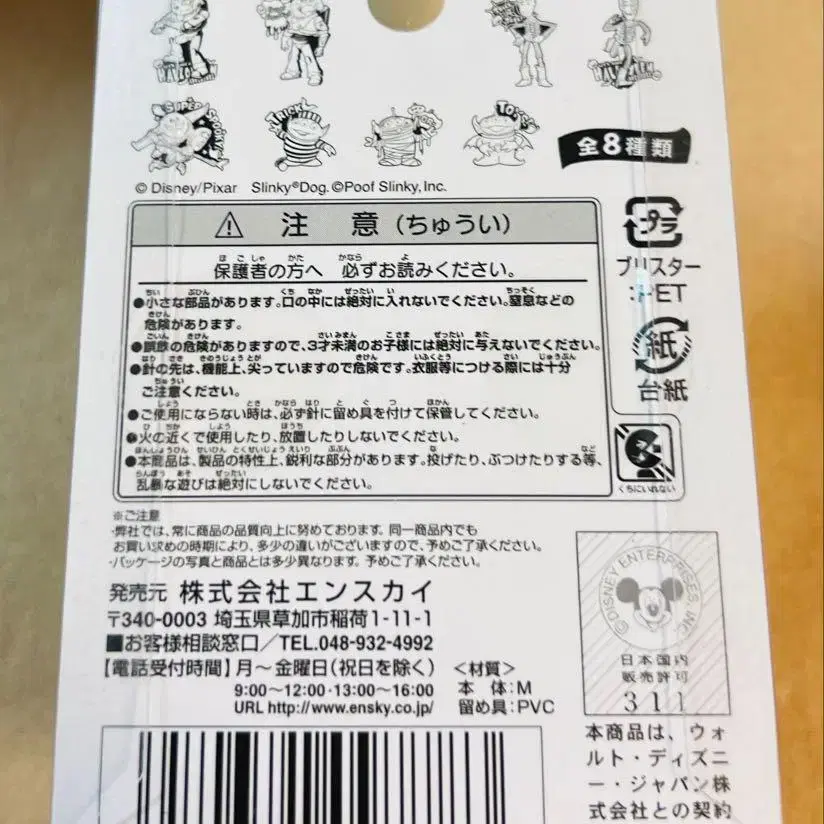 SUPER
TRICKY
TOYS
全8種類
© Disney/Pixar Slinky®Dog. ©Poof Slinky, Inc.
⚠ 注 意 (ちゅうい)
保護者の方へ 必ずお読みください。
●小さな部品があります。口の中には絶対に入れないでください。窒息などの
危険があります。
●誤飲の危険がありますので、3才未満のお子様には絶対に与えないでください。
●針の先は、機能上、尖っていますので危険です。衣服等につける際には十分
ご注意ください。
●ご使用にならない時は、必ず針に留め具を付けて保管してください。
●火の近くで使用したり、放置したりしないでください。
●本商品は、製品の特性上、鋭利な部分があります。投げたり、ぶつけたりする等、
乱暴な遊びは絶対にしないでください。
くちにいれない
プラ
ブリスター
:PET
紙
台紙
※ご注意
・弊社では、常に商品の品質向上に努めております。同一商品内でも
お買い求めの時期により、多少の違いがございますので、予めご了承ください。
・パッケージの写真と商品とは多少異なります。予めご了承ください。
発売元 株式会社エンスカイ
〒340-0003 埼玉県草加市稲荷1-11-1
■お客様相談窓口/TEL.048-932-4992
【電話受付時間】月~金曜日(祝日を除く)
9:00~12:00・13:00~16:00
URL http://www.ensky.co.jp/
<材質>
本 体:M
留め具:PVC
©DISNEY ENTERPRISES, INC.
日本国内
販売許可
311
本商品は、ウォ
ルト・ディズニ
ー・ジャパン株
式会社との契約